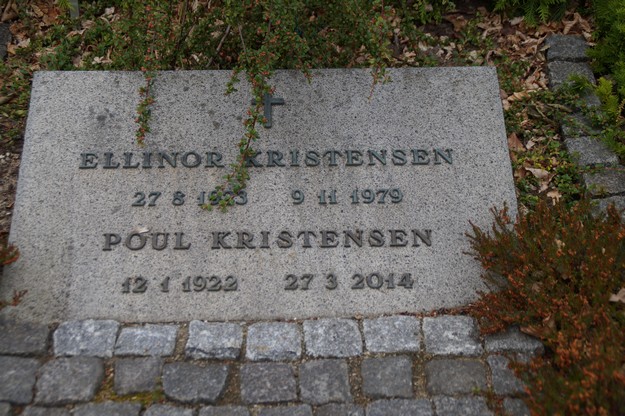 ELLINOR KRISTENSEN
27 8 9 11 1979
POUL KRISTENSEN
12 1 1922 27 3 2014